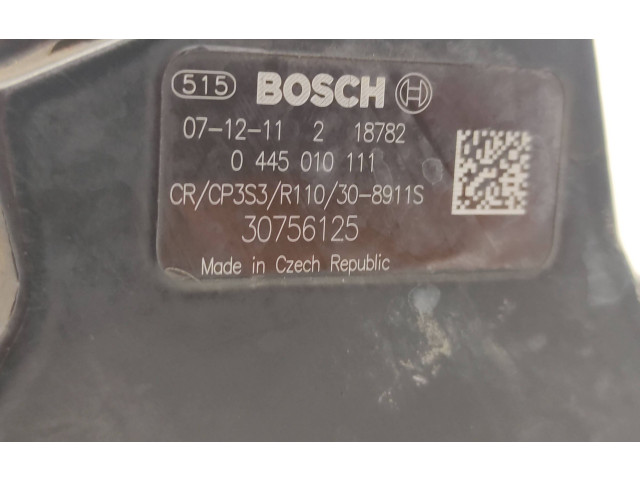 515 BOSCH
07-12-11 2 18782
0 445 010 111
CR/CP3S3/R110/30-8911S
30756125
Made in Czech Republic